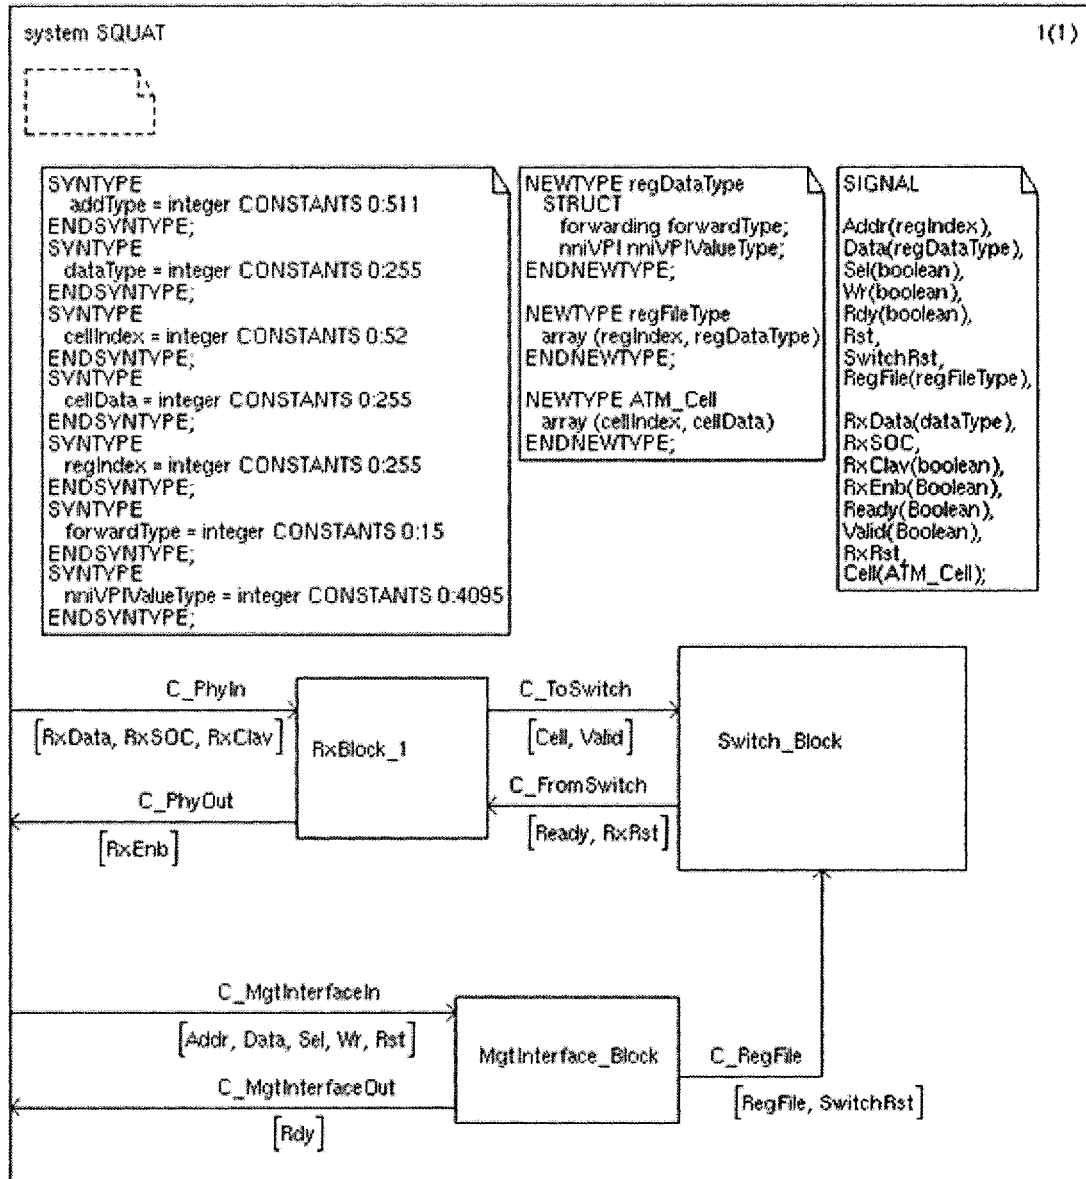 system SQUAT
1(1)
SYNTYPE
addType = integer CONSTANTS 0:511
ENDSYNTYPE;
SYNTYPE
dataType = integer CONSTANTS 0:255
ENDSYNTYPE;
SYNTYPE
cellIndex = integer CONSTANTS 0:52
ENDSYNTYPE;
SYNTYPE
cellData = integer CONSTANTS 0:255
ENDSYNTYPE;
SYNTYPE
regIndex = integer CONSTANTS 0:255
ENDSYNTYPE;
SYNTYPE
forwardType = integer CONSTANTS 0:15
ENDSYNTYPE;
SYNTYPE
nniVPIValueType = integer CONSTANTS 0:4095
ENDSYNTYPE;
NEWTYPE regDataType
STRUCT
forwarding forwardType;
nniVPI nniVPIValueType;
ENDNEWTYPE;
NEWTYPE regFileType
array (regIndex, regDataType)
ENDNEWTYPE;
NEWTYPE ATM_Cell
array (cellIndex, cellData)
ENDNEWTYPE;
SIGNAL
Addr(regIndex),
Data(regDataType),
Sel(boolean),
Wr(boolean),
Rdy(boolean),
Rst,
SwitchRst,
RegFile(regFileType),
RxData(dataType),
RxSOC,
RxClav(boolean),
RxEnb(Boolean),
Ready(Boolean),
Valid(Boolean),
RxRst,
Cell(ATM_Cell);
C_PhyIn
[RxData, RxSOC, RxClav]
RxBlock_1
C_ToSwitch
[Cell, Valid]
Switch_Block
C_PhyOut
[RxEnb]
C_FromSwitch
[Ready, RxRst]
C_MgtInterfaceIn
[Addr, Data, Sel, Wr, Rst]
MgtInterface_Block
C_RegFile
[RegFile, SwitchRst]
C_MgtInterfaceOut
[Rdy]